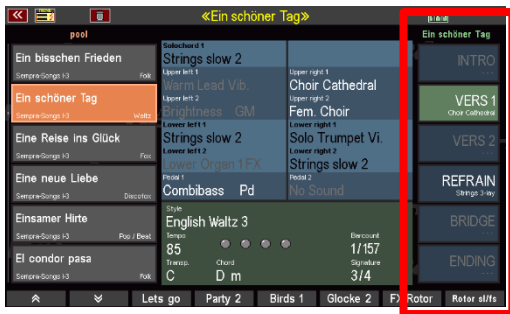 «Ein schöner Tag»
pool
Ein bisschen Frieden
Sempra-Songs I-3 Folk
Ein schöner Tag
Sempra-Songs I-3 Waltz
Eine Reise ins Glück
Sempra-Songs I-3 Fox
Eine neue Liebe
Sempra-Songs I-3 Discofox
Einsamer Hirte
Sempra-Songs I-3 Pop / Beat
El condor pasa
Sempra-Songs I-3 Folk
Solochord 1
Strings slow 2
Upper left 1
Warm Lead Vib.
Upper left 2
Brightness GM
Lower left 1
Strings slow 2
Lower left 2
Lower Organ 1 FX
Pedal 1
Combibass Pd
Upper right 1
Choir Cathedral
Upper right 2
Fem. Choir
Lower right 1
Solo Trumpet Vi.
Lower right 2
Strings slow 2
Pedal 2
No Sound
Style
English Waltz 3
Tempo Barcount
85 1/157
Transp. Chord Signature
C D m 3/4
Ein schöner Tag
INTRO
- - -
VERS 1
Choir Cathedral
VERS 2
- - -
REFRAIN
Strings 3-lay
BRIDGE
- - -
ENDING
- - -
Lets go Party 2 Birds 1 Glocke 2 FX Rotor Rotor sl/fs